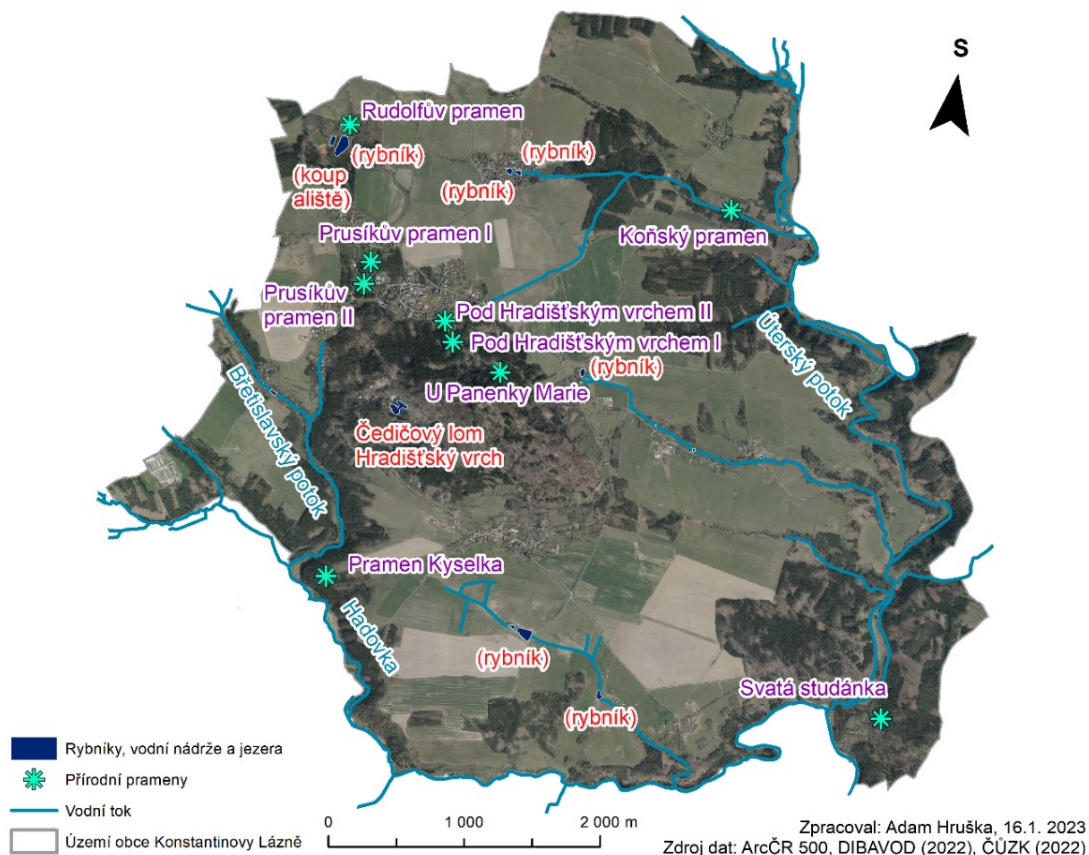 S
Rudolfův pramen
(rybník)
(rybník)
(koup
aliště)
(rybník)
Koňský pramen
Prusíkův pramen I
Prusíkův
pramen II
Pod Hradišťským vrchem II
Pod Hradišťským vrchem I
(rybník)
U Panenky Marie
Úterský potok
Břetislavský potok
Čedičový lom
Hradišťský vrch
Pramen Kyselka
Hadovka
(rybník)
Svatá studánka
(rybník)
Rybníky, vodní nádrže a jezera
Přírodní prameny
Vodní tok
Území obce Konstantinovy Lázně
0 1 000 2 000 m
Zpracoval: Adam Hruška, 16.1. 2023
Zdroj dat: ArcČR 500, DIBAVOD (2022), ČÚZK (2022)